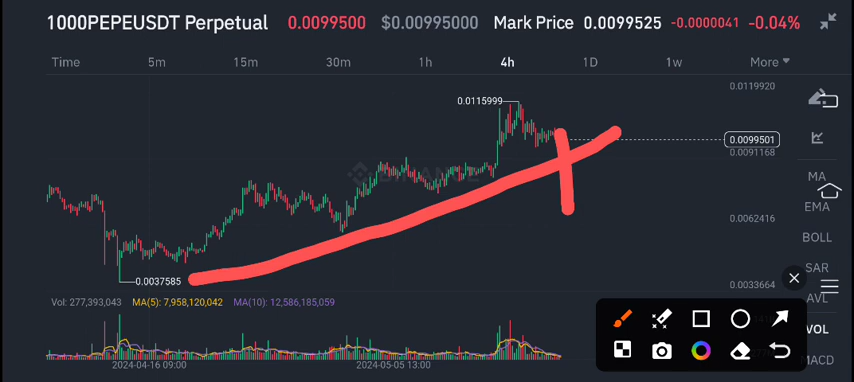 1000PEPEUSDT Perpetual 0.0099500 $0.00995000 Mark Price 0.0099525 -0.0000041 -0.04%
Time 5m 15m 30m 1h 4h 1D 1w More
0.0119920
0.0115999
0.0099501
0.0091168
BINANCE
MA
EMA
0.0062416
BOLL
SAR
0.0037585
0.0033664
AVL
Vol: 277,393,043 MA(5): 7,958,120,042 MA(10): 12,586,185,059
VOL
MACD
2024-04-16 09:00 2024-05-05 13:00